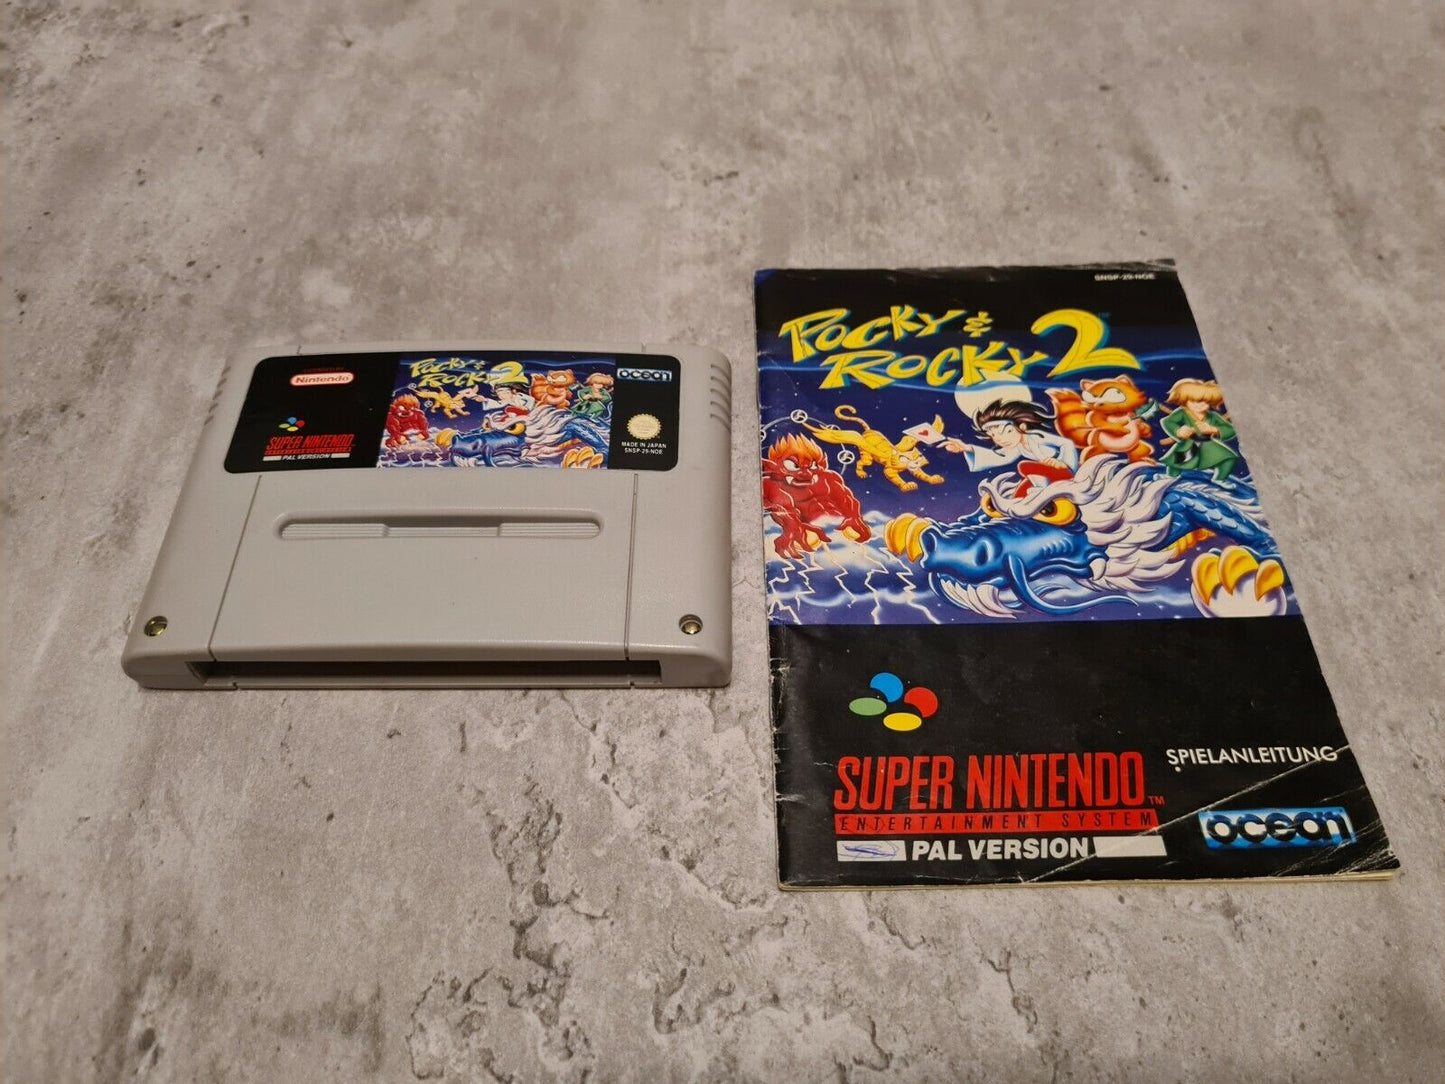 Nintendo
POCKY &
ROCKY 2
ocean
MADE IN JAPAN
SNSP-29-NOE
SUPER NINTENDO
ENTERTAINMENT SYSTEM
PAL VERSION
SNSP-29-NOE
POCKY &
ROCKY 2
SPIELANLEITUNG
SUPER NINTENDO TM
ENTERTAINMENT SYSTEM
PAL VERSION
ocean